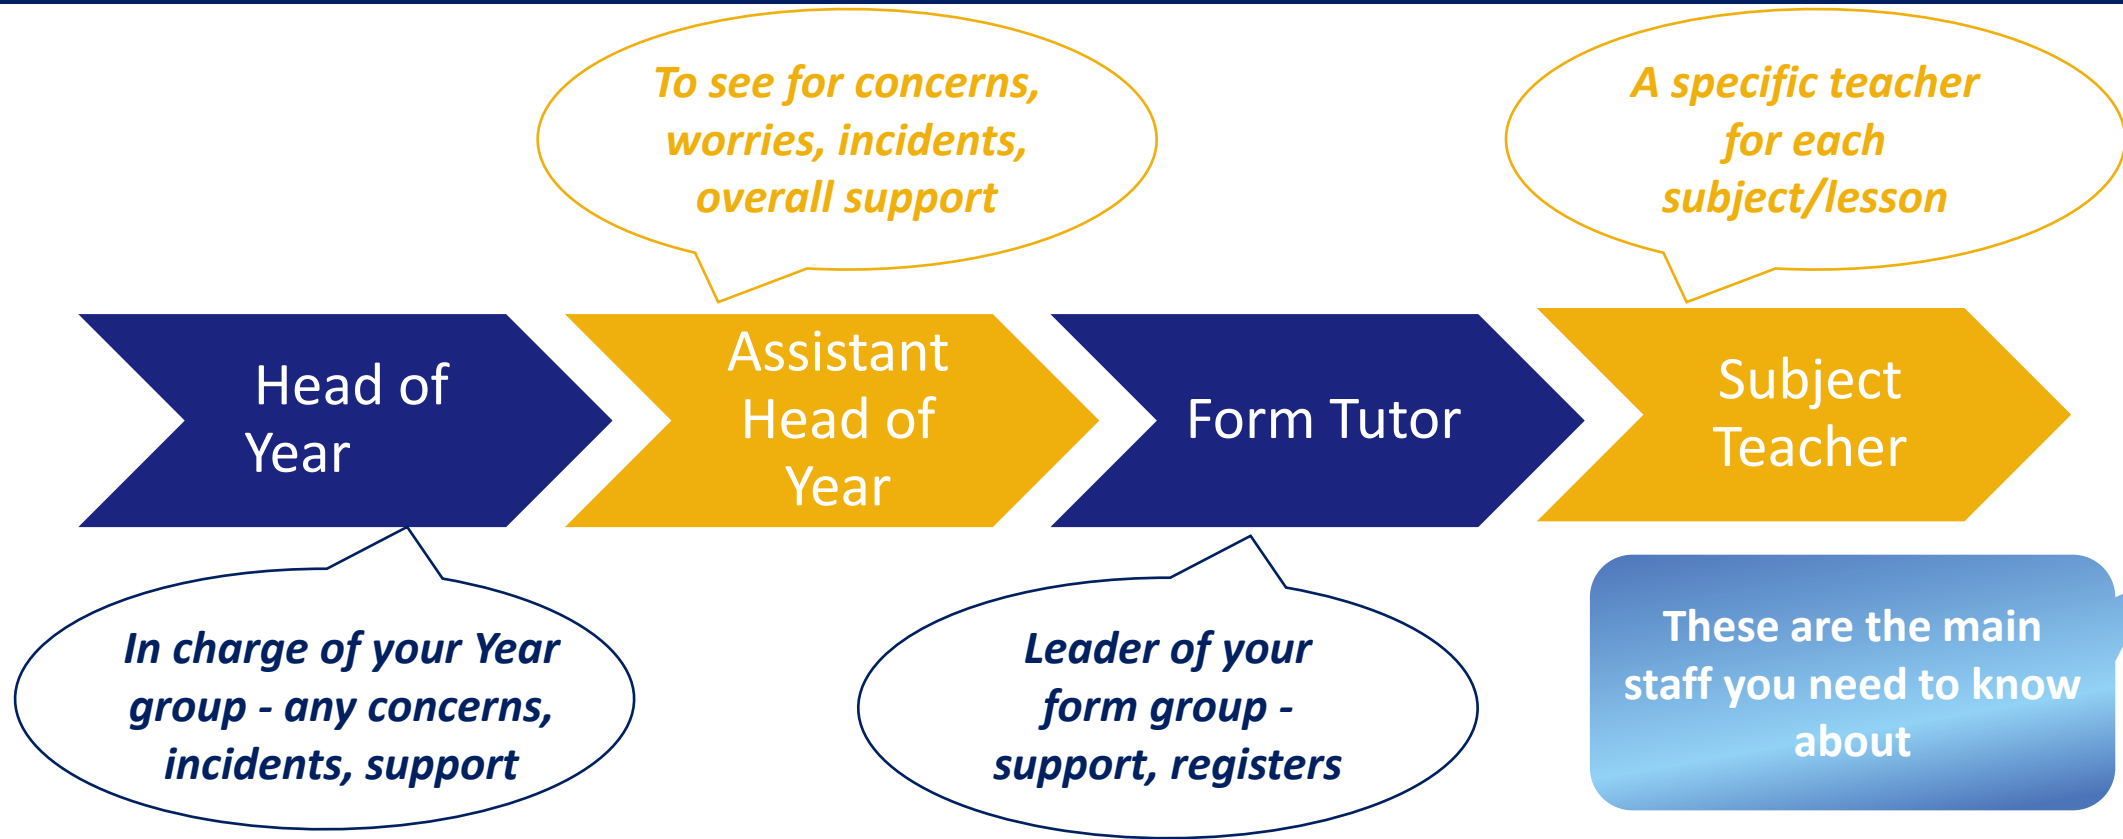 To see for concerns,
worries, incidents,
overall support
A specific teacher
for each
subject/lesson
Head of
Year
Assistant
Head of
Year
Form Tutor
Subject
Teacher
In charge of your Year
group - any concerns,
incidents, support
Leader of your
form group -
support, registers
These are the main
staff you need to know
about